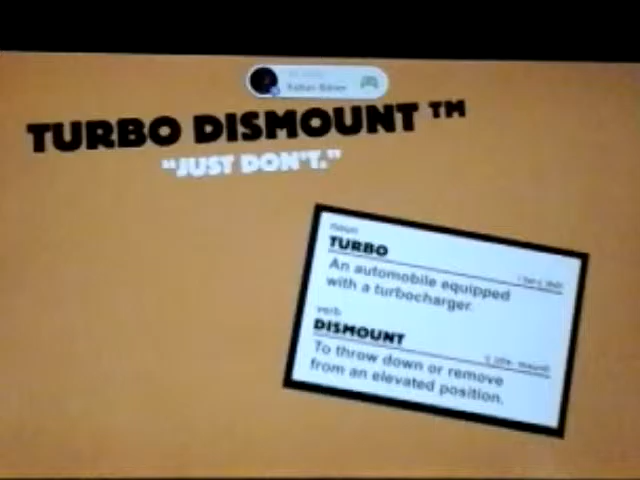 TURBO DISMOUNT ™
“JUST DON'T.”
noun
TURBO
An automobile equipped
with a turbocharger.
verb
DISMOUNT
To throw down or remove
from an elevated position.